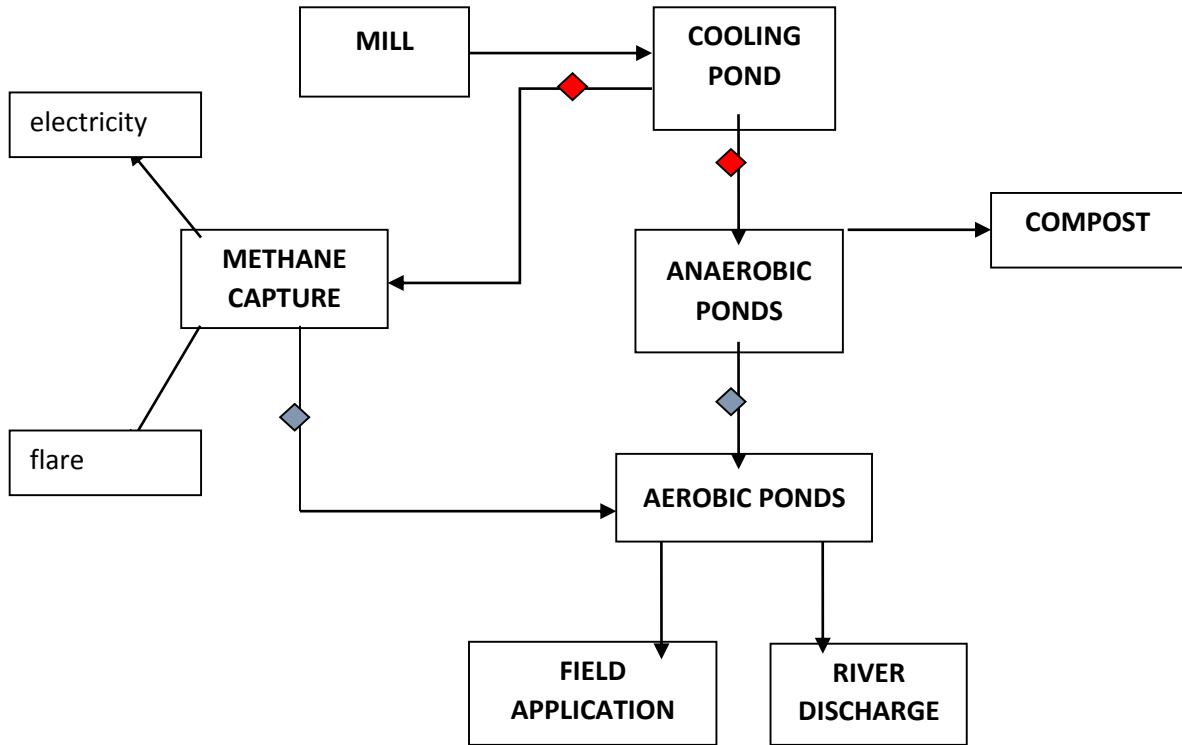 MILL
COOLING
POND
electricity
COMPOST
METHANE
CAPTURE
ANAEROBIC
PONDS
flare
AEROBIC PONDS
FIELD
APPLICATION
RIVER
DISCHARGE